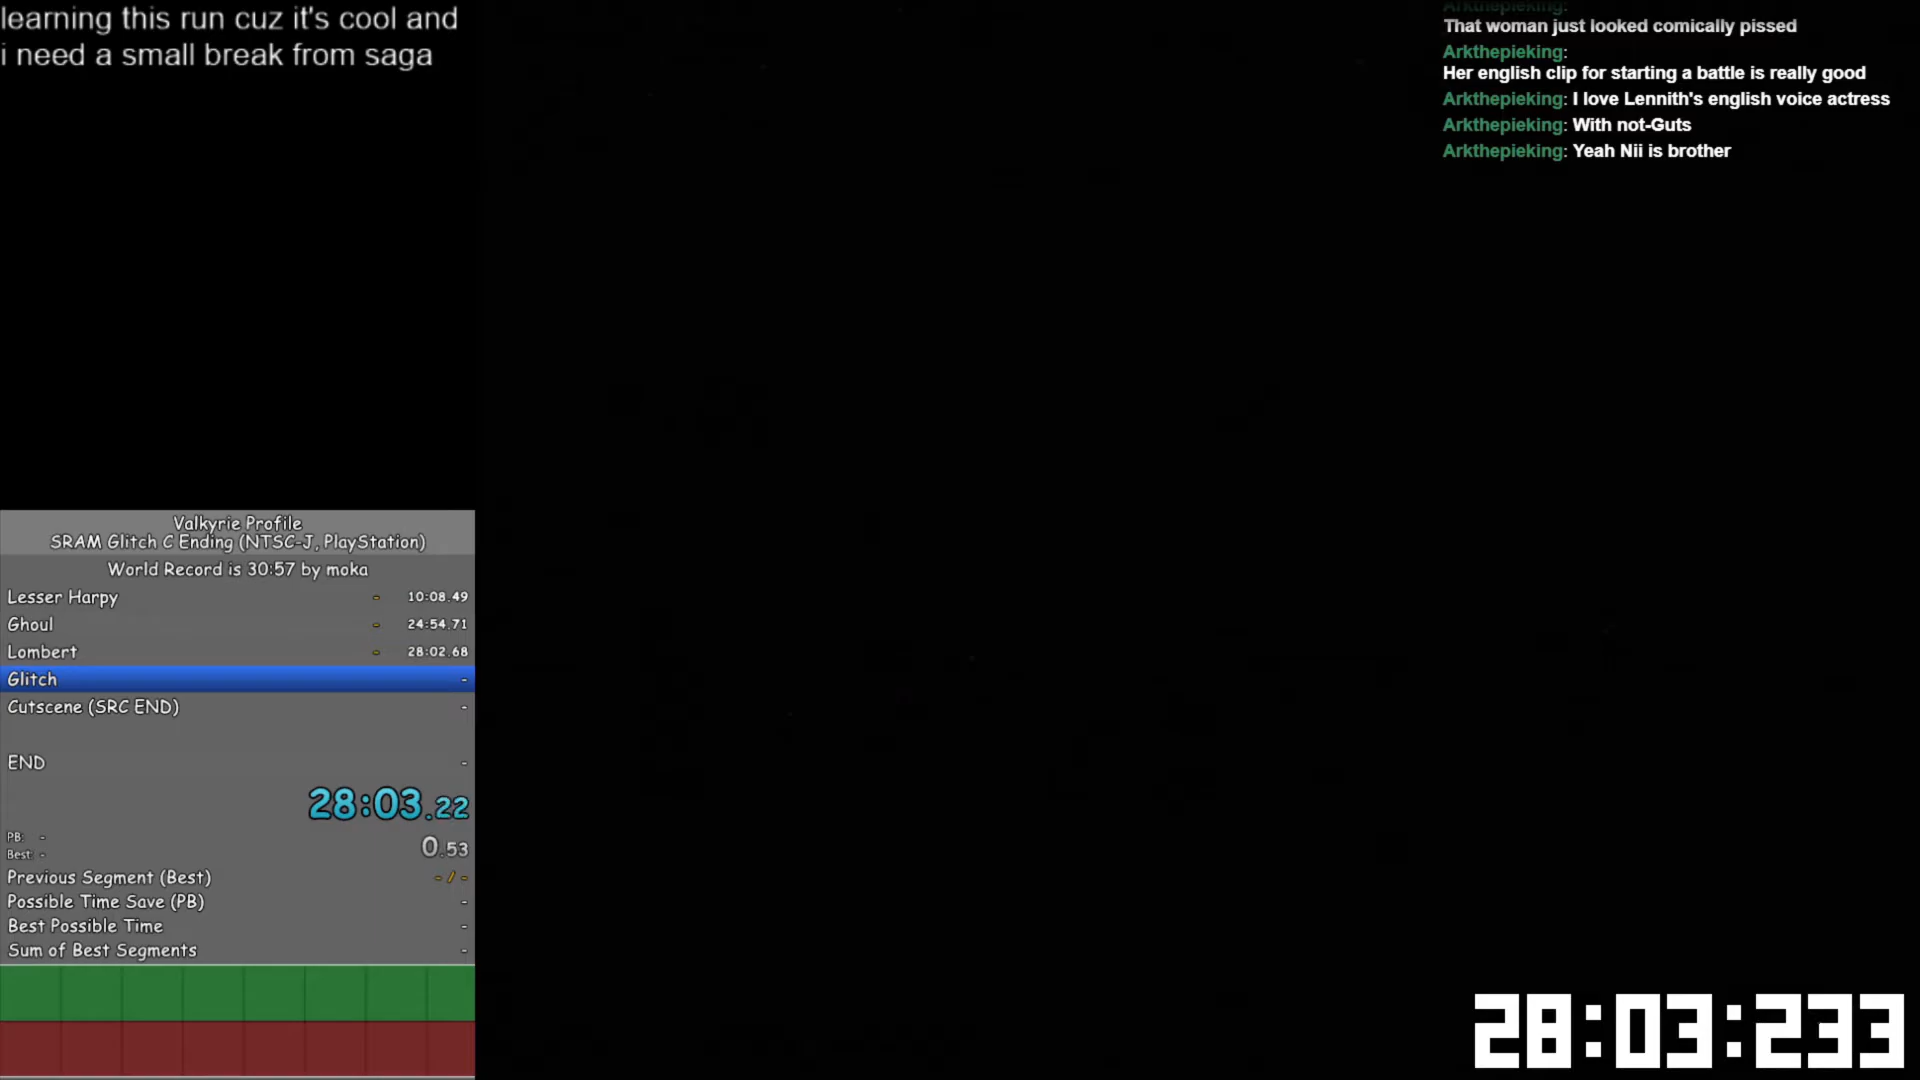 learning this run cuz it's cool and
i need a small break from saga
Arkthepieking:
That woman just looked comically pissed
Arkthepieking:
Her english clip for starting a battle is really good
Arkthepieking: I love Lennith's english voice actress
Arkthepieking: With not-Guts
Arkthepieking: Yeah Nii is brother
Valkyrie Profile
SRAM Glitch C Ending (NTSC-J, PlayStation)
World Record is 30:57 by moka
Lesser Harpy - 10:08.49
Ghoul - 24:54.71
Lombert - 28:02.68
Glitch -
Cutscene (SRC END) -
END -
28:03.22
PB: -
Best: -
0.53
Previous Segment (Best) - / -
Possible Time Save (PB) -
Best Possible Time -
Sum of Best Segments -
28:03:233